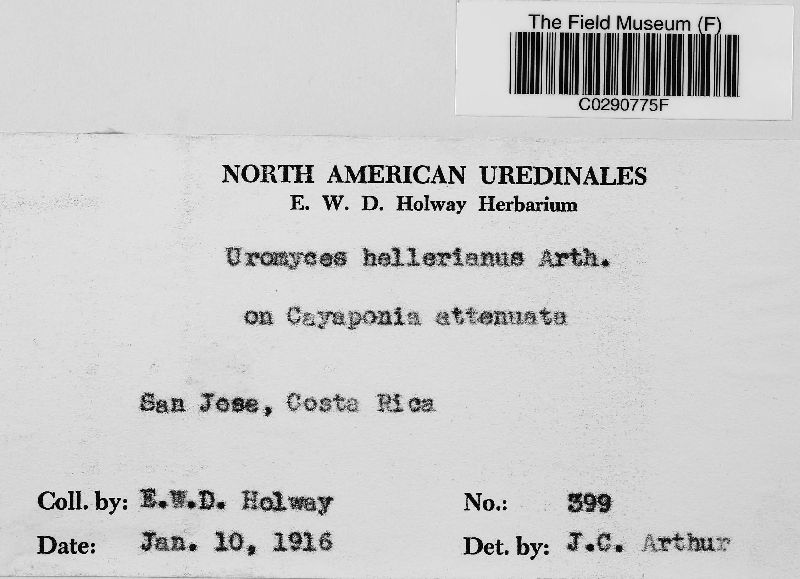 The Field Museum (F)
C0290775F
NORTH AMERICAN UREDINALES
E. W. D. Holway Herbarium
Uromyces hellerianus Arth.
on Cayaponia attenuata
San Jose, Costa Rica
Coll. by: E.W.D. Holway No.: 399
Date: Jan. 10, 1916 Det. by: J.C. Arthur